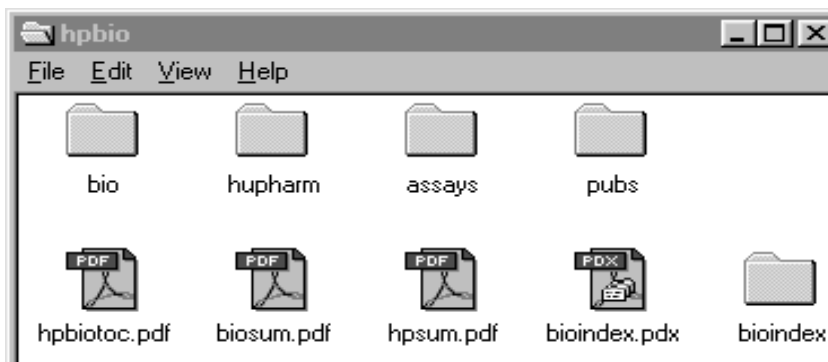 hpbio
File Edit View Help
bio hupharm assays pubs
PDF PDF PDF PDX
hpbiotoc.pdf biosum.pdf hpsum.pdf bioindex.pdx bioindex